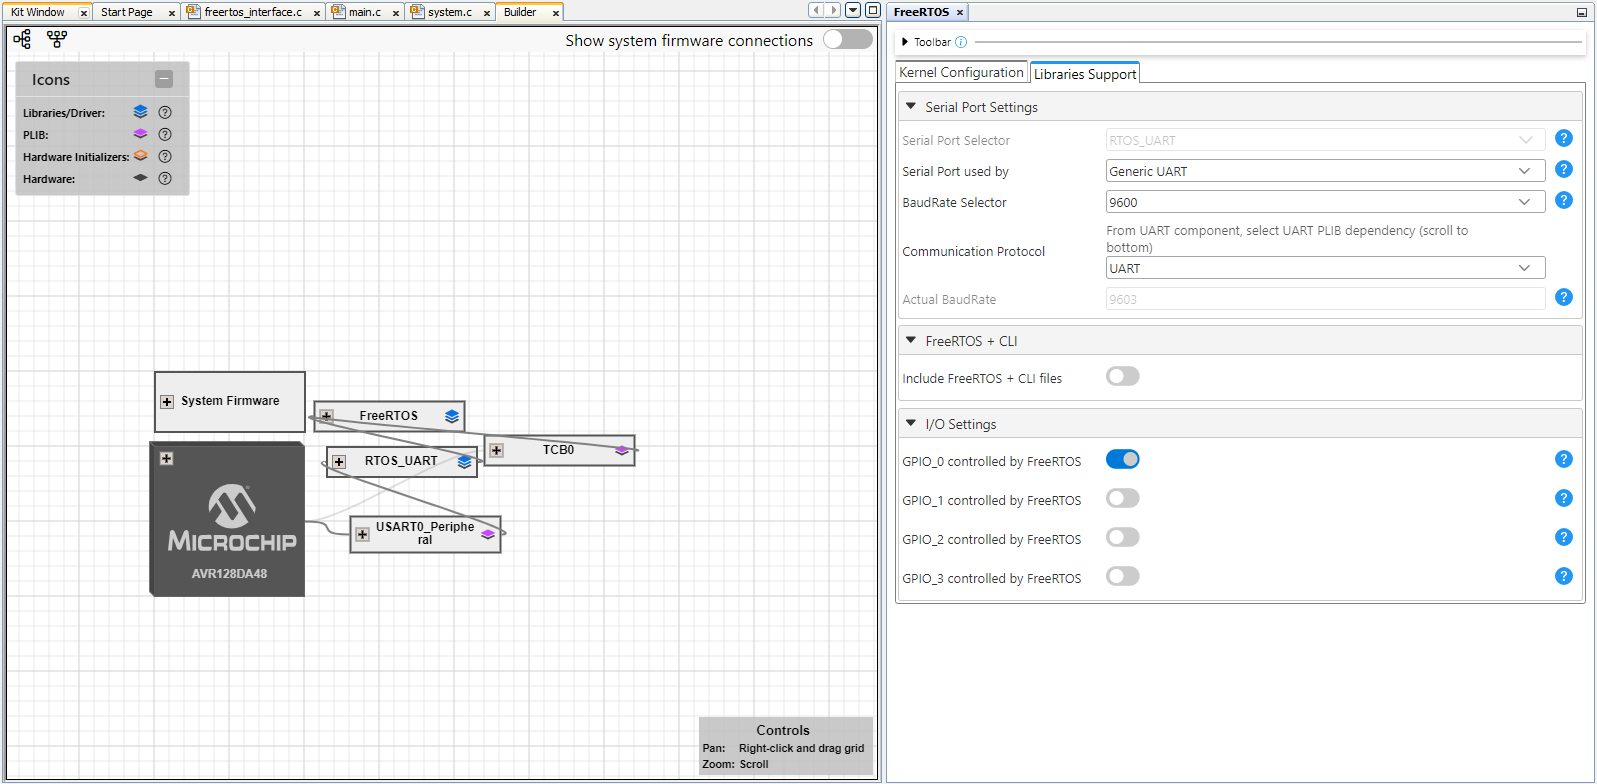 Kit Window
Start Page
freertos_interface.c
main.c
system.c
Builder
Show system firmware connections
Icons
Libraries/Driver:
PLIB:
Hardware Initializers:
Hardware:
System Firmware
FreeRTOS
RTOS_UART
TCB0
USART0_Periphe
ral
MICROCHIP
AVR128DA48
Controls
Pan: Right-click and drag grid
Zoom: Scroll
FreeRTOS
Toolbar
Kernel Configuration
Libraries Support
Serial Port Settings
Serial Port Selector RTOS_UART
Serial Port used by Generic UART
BaudRate Selector 9600
From UART component, select UART PLIB dependency (scroll to
bottom)
Communication Protocol
UART
Actual BaudRate 9603
FreeRTOS + CLI
Include FreeRTOS + CLI files
I/O Settings
GPIO_0 controlled by FreeRTOS
GPIO_1 controlled by FreeRTOS
GPIO_2 controlled by FreeRTOS
GPIO_3 controlled by FreeRTOS